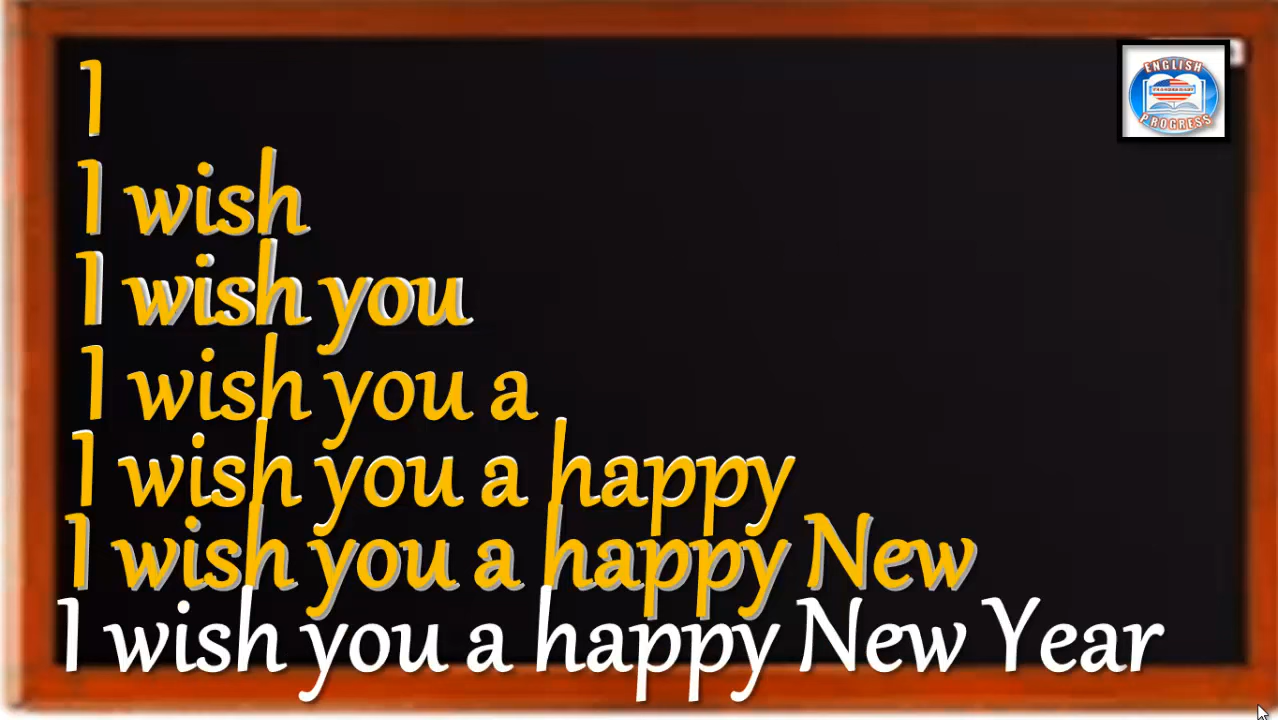 I
I wish
I wish you
I wish you a
I wish you a happy
I wish you a happy New
I wish you a happy New Year
ENGLISH
PROGRESS